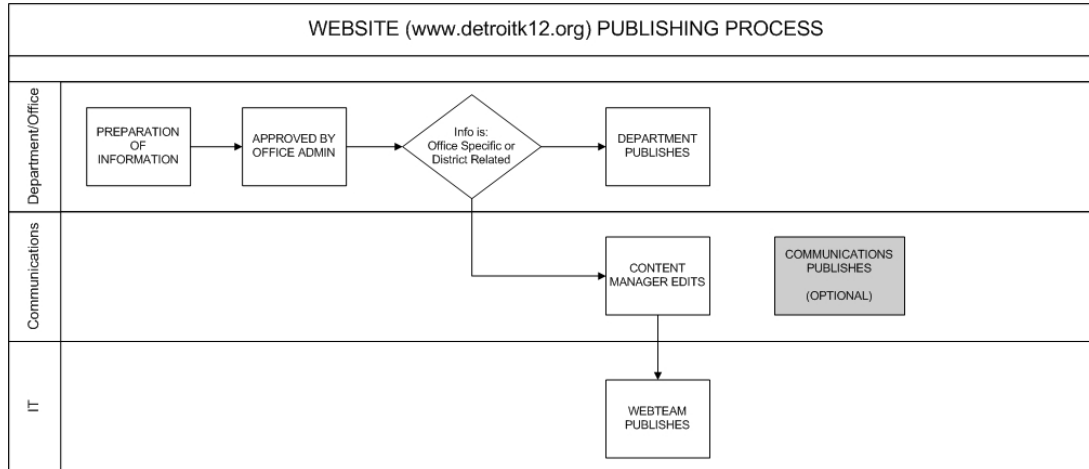 WEBSITE (www.detroitk12.org) PUBLISHING PROCESS
Department/Office
PREPARATION
OF
INFORMATION
APPROVED BY
OFFICE ADMIN
Info is:
Office Specific or
District Related
DEPARTMENT
PUBLISHES
Communications
CONTENT
MANAGER EDITS
COMMUNICATIONS
PUBLISHES
(OPTIONAL)
IT
WEBTEAM
PUBLISHES